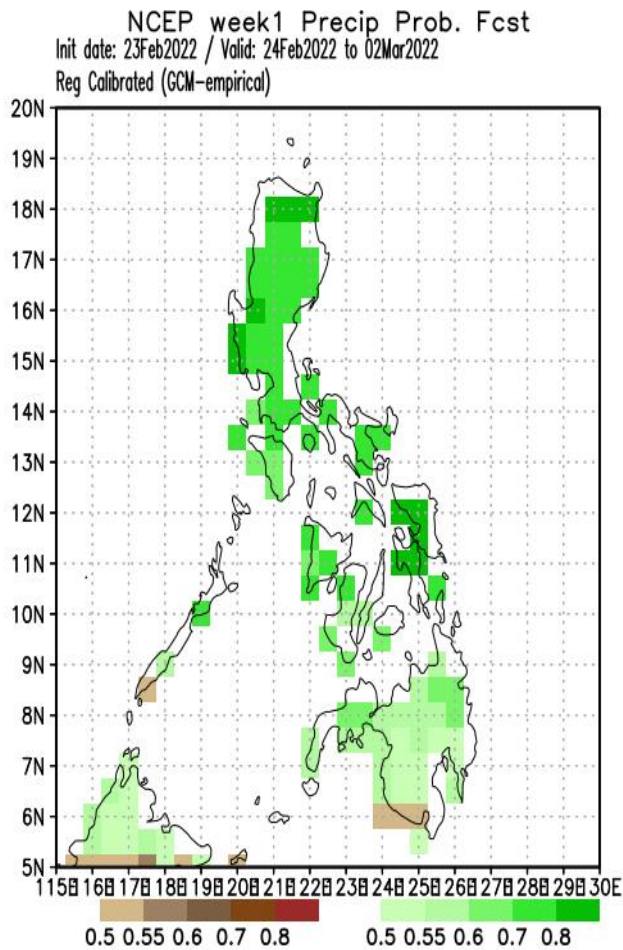 NCEP week1 Precip Prob. Fcst
Init date: 23Feb2022 / Valid: 24Feb2022 to 02Mar2022
Reg Calibrated (GCM-empirical)
20N
19N
18N
17N
16N
15N
14N
13N
12N
11N
10N
9N
8N
7N
6N
5N
115E 116E 117E 118E 119E 120E 121E 122E 123E 124E 125E 126E 127E 128E 129E 130E
0.5 0.55 0.6 0.7 0.8 0.5 0.55 0.6 0.7 0.8